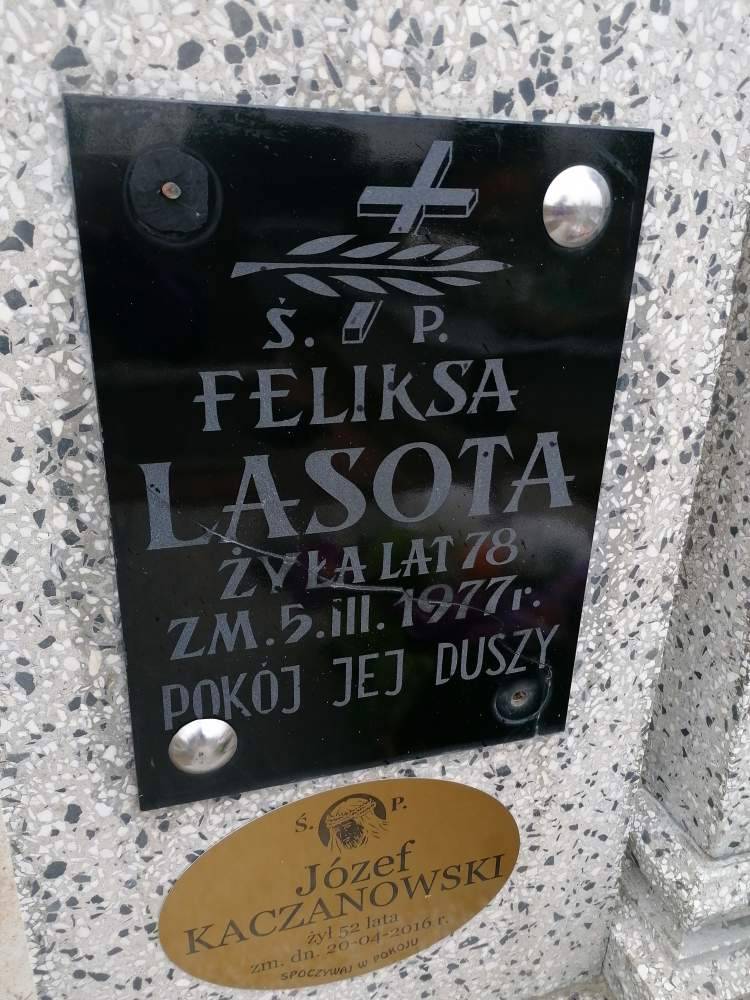 Ś. P.
FELIKSA
LASOTA
ŻYŁA LAT 78
ZM. 5. III. 1977r.
POKÓJ JEJ DUSZY
Ś. P.
Józef
KACZANOWSKI
żył 52 lata
zm. dn. 20-04-2016 r.
SPOCZYWAJ W POKOJU